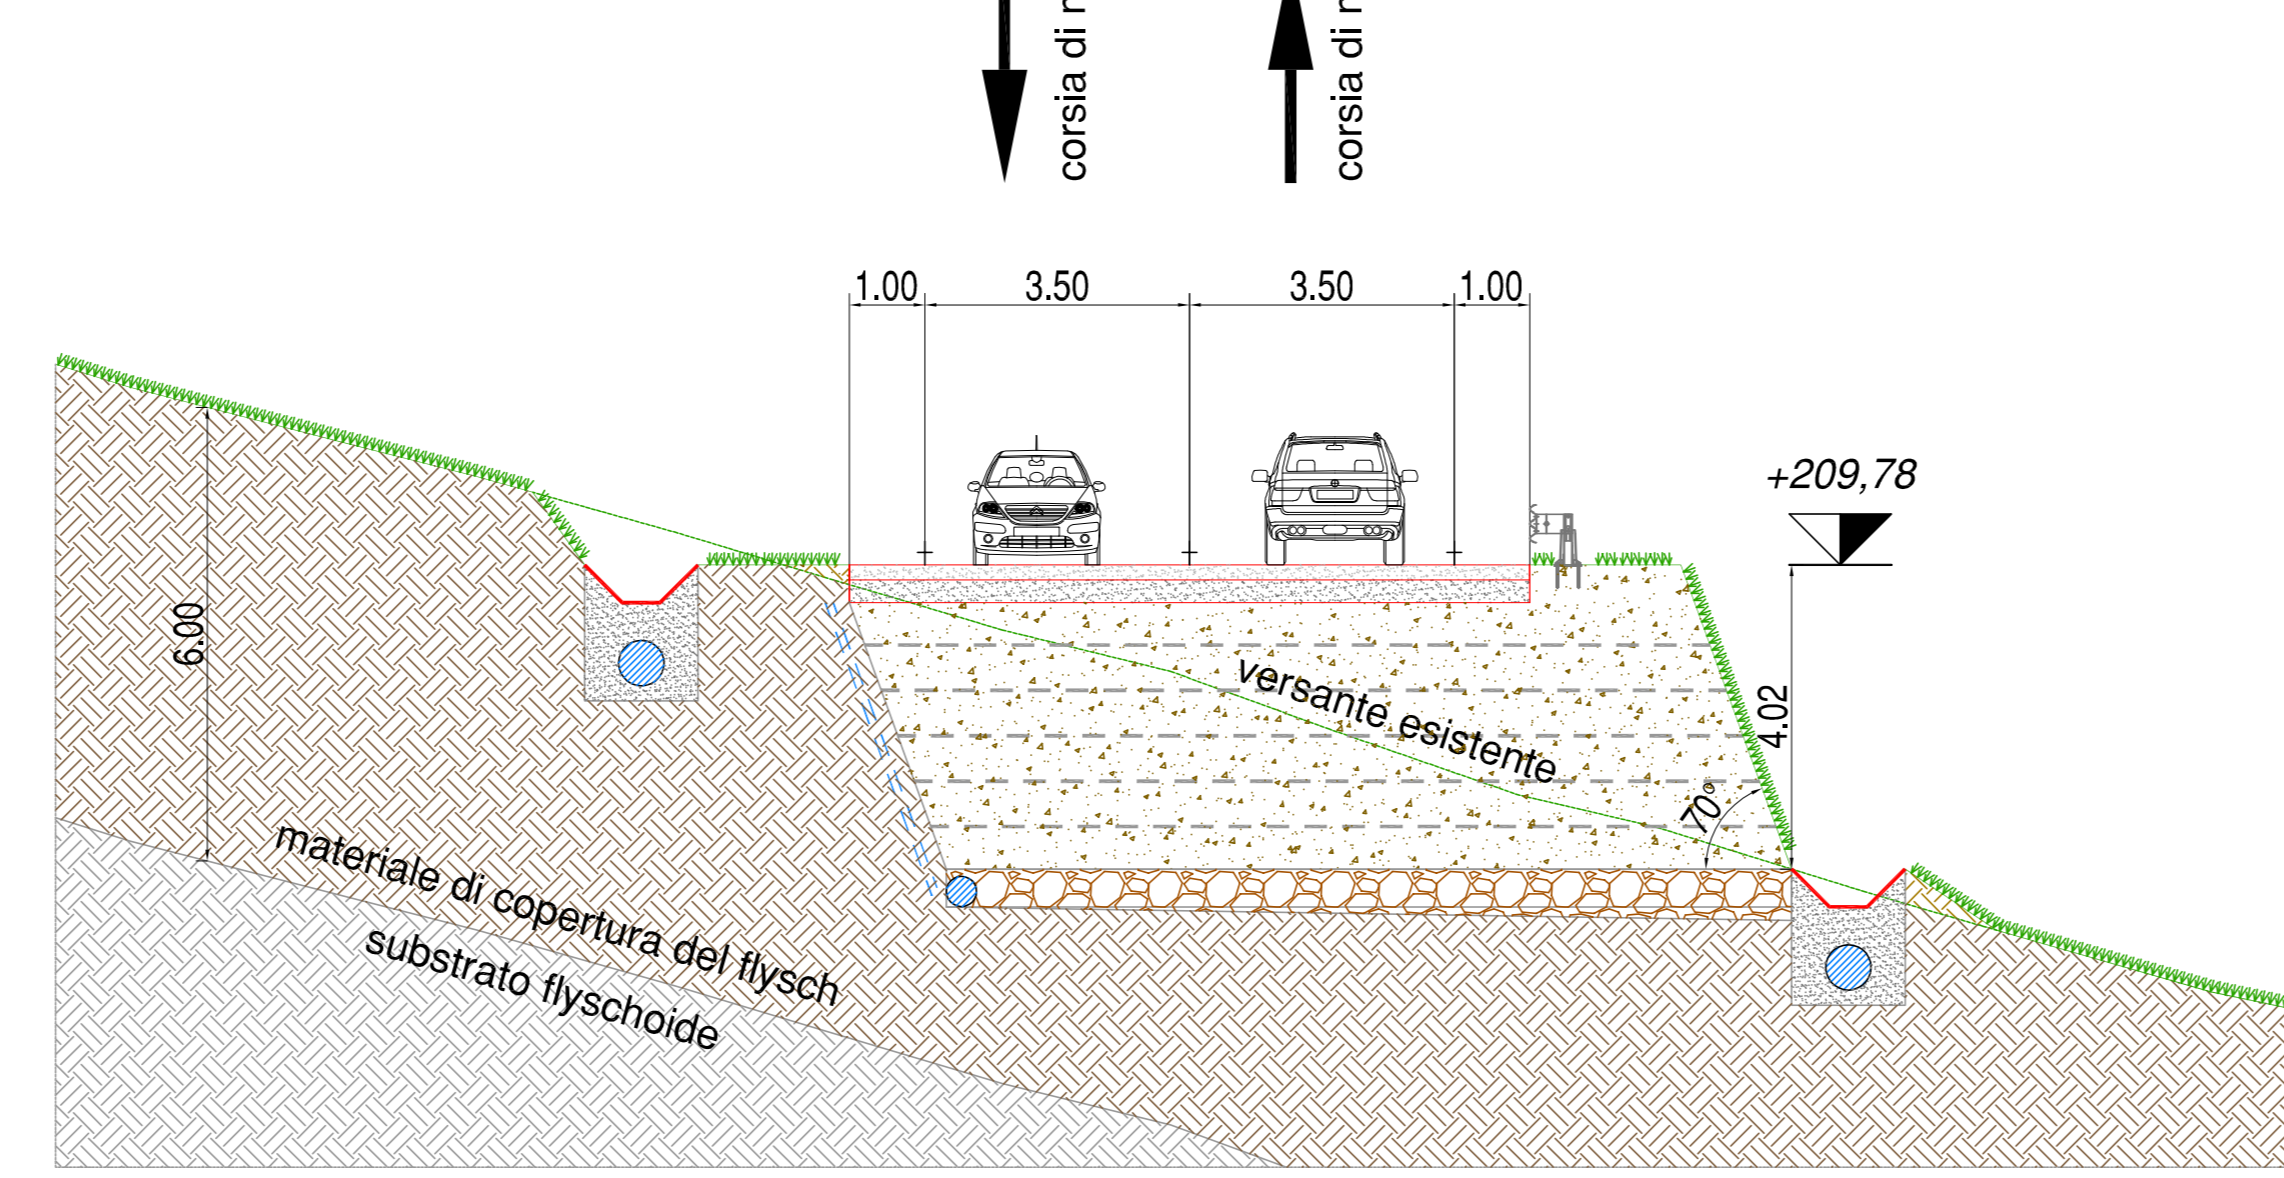 corsia di
corsia di
1.00 3.50 3.50 1.00
+209,78
6.00
versante esistente
4.02
70°
materiale di copertura del flysch
substrato flyschoide